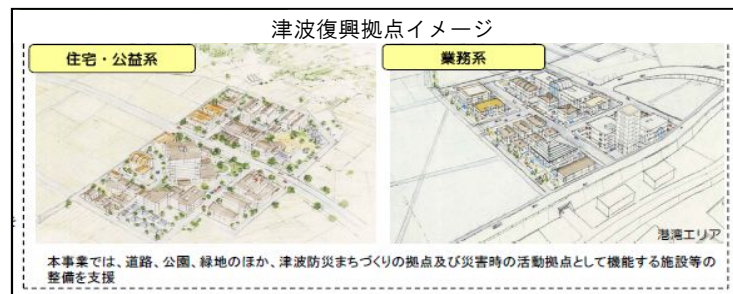 津波復興拠点イメージ
住宅・公益系
業務系
港湾エリア
本事業では、道路、公園、緑地のほか、津波防災まちづくりの拠点及び災害時の活動拠点として機能する施設等の
整備を支援